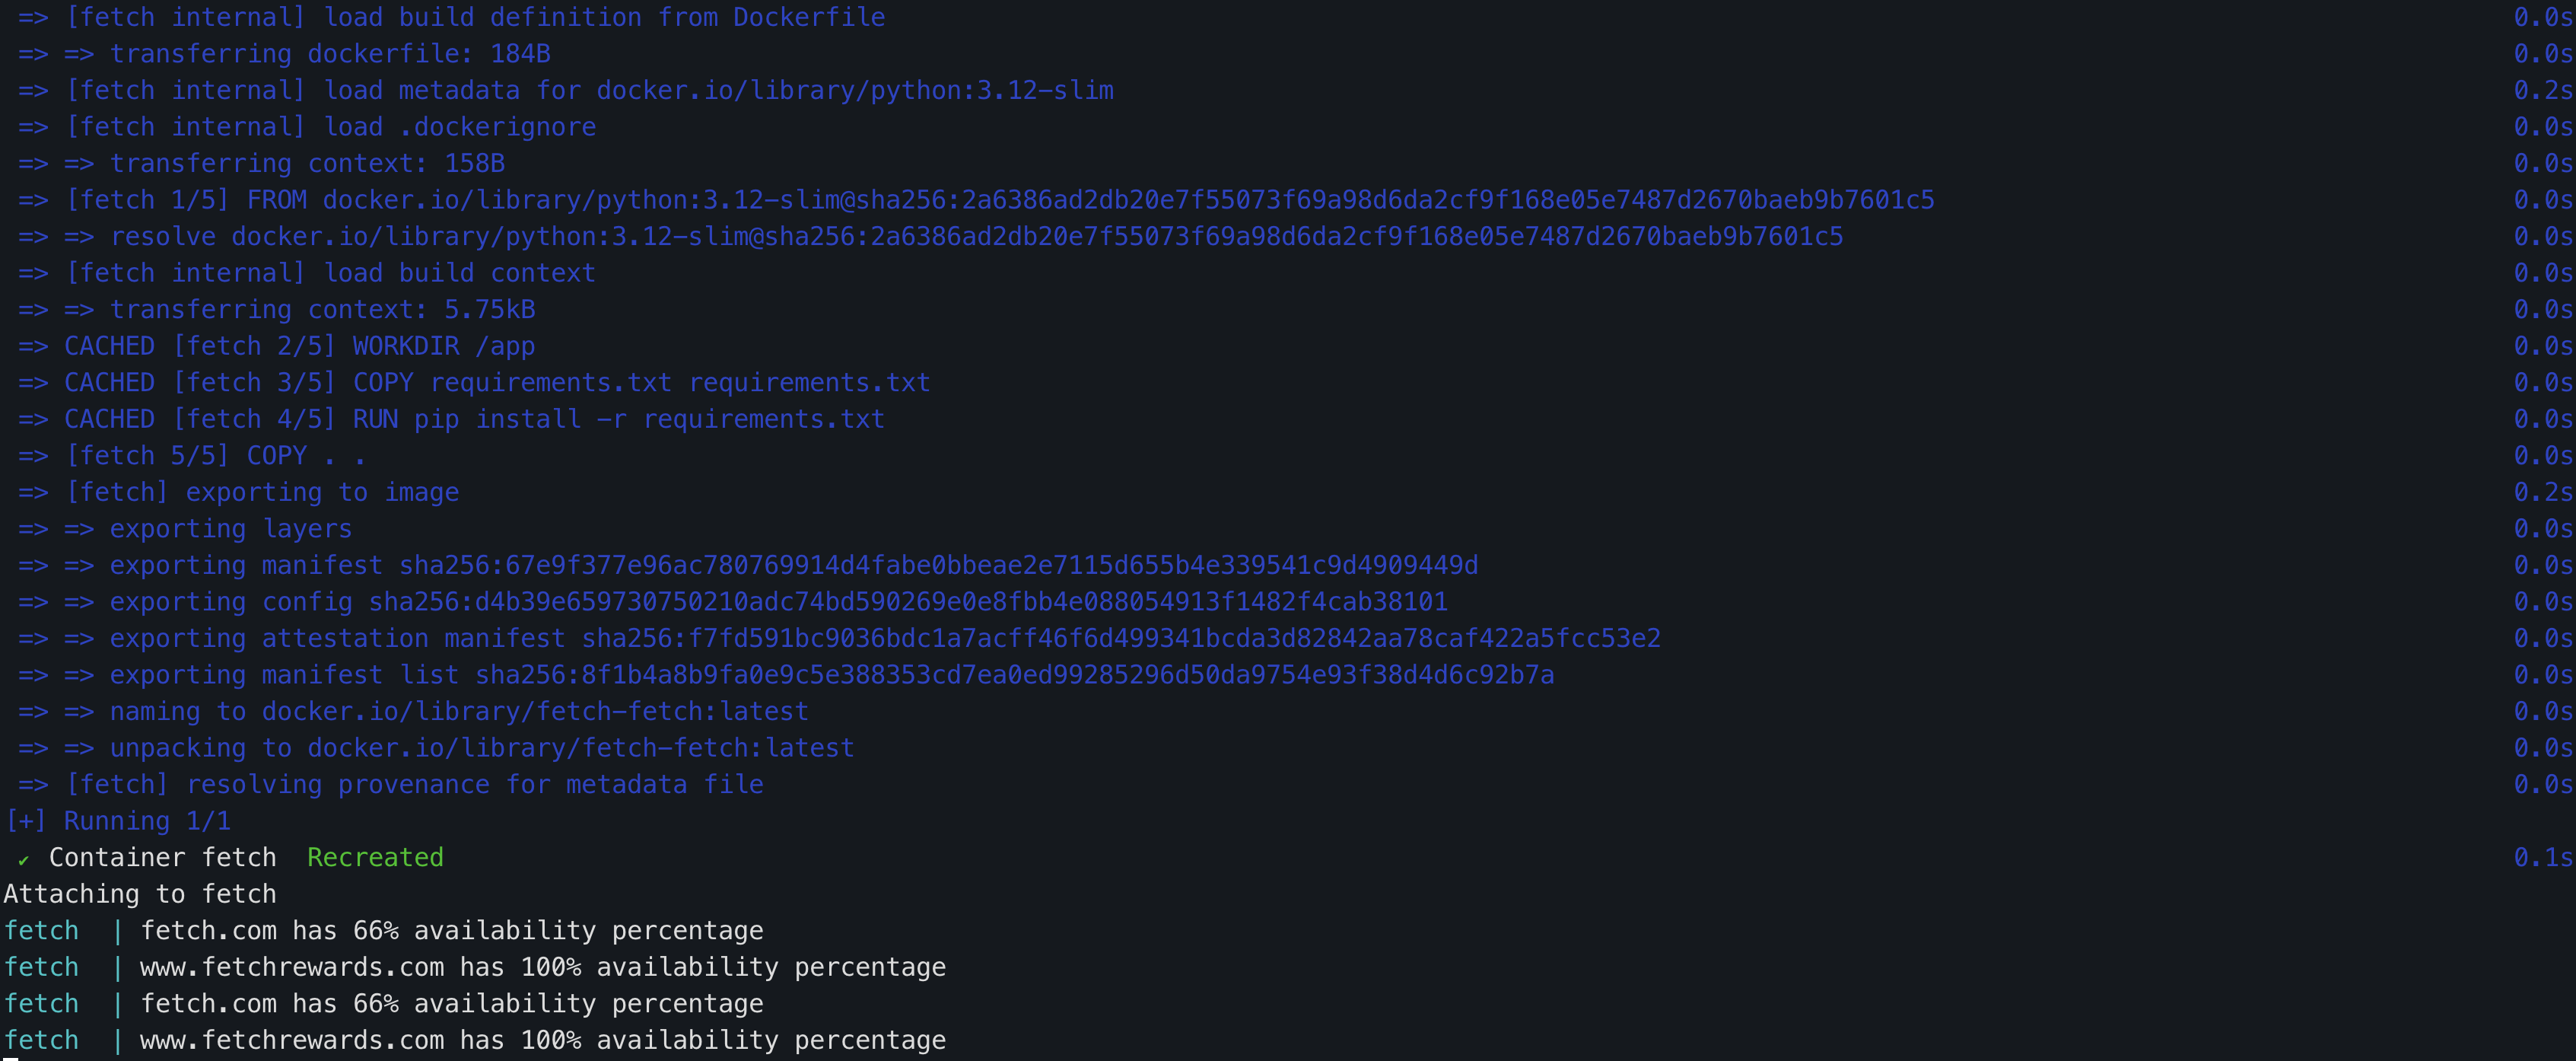 => [fetch internal] load build definition from Dockerfile 0.0s
=> => transferring dockerfile: 184B 0.0s
=> [fetch internal] load metadata for docker.io/library/python:3.12-slim 0.2s
=> [fetch internal] load .dockerignore 0.0s
=> => transferring context: 158B 0.0s
=> [fetch 1/5] FROM docker.io/library/python:3.12-slim@sha256:2a6386ad2db20e7f55073f69a98d6da2cf9f168e05e7487d2670baeb9b7601c5 0.0s
=> => resolve docker.io/library/python:3.12-slim@sha256:2a6386ad2db20e7f55073f69a98d6da2cf9f168e05e7487d2670baeb9b7601c5 0.0s
=> [fetch internal] load build context 0.0s
=> => transferring context: 5.75kB 0.0s
=> CACHED [fetch 2/5] WORKDIR /app 0.0s
=> CACHED [fetch 3/5] COPY requirements.txt requirements.txt 0.0s
=> CACHED [fetch 4/5] RUN pip install -r requirements.txt 0.0s
=> [fetch 5/5] COPY . . 0.0s
=> [fetch] exporting to image 0.2s
=> => exporting layers 0.0s
=> => exporting manifest sha256:67e9f377e96ac780769914d4fabe0bbeae2e7115d655b4e339541c9d4909449d 0.0s
=> => exporting config sha256:d4b39e659730750210adc74bd590269e0e8fbb4e088054913f1482f4cab38101 0.0s
=> => exporting attestation manifest sha256:f7fd591bc9036bdc1a7acff46f6d499341bcda3d82842aa78caf422a5fcc53e2 0.0s
=> => exporting manifest list sha256:8f1b4a8b9fa0e9c5e388353cd7ea0ed99285296d50da9754e93f38d4d6c92b7a 0.0s
=> => naming to docker.io/library/fetch-fetch:latest 0.0s
=> => unpacking to docker.io/library/fetch-fetch:latest 0.0s
=> [fetch] resolving provenance for metadata file 0.0s
[+] Running 1/1
✔ Container fetch Recreated 0.1s
Attaching to fetch
fetch | fetch.com has 66% availability percentage
fetch | www.fetchrewards.com has 100% availability percentage
fetch | fetch.com has 66% availability percentage
fetch | www.fetchrewards.com has 100% availability percentage